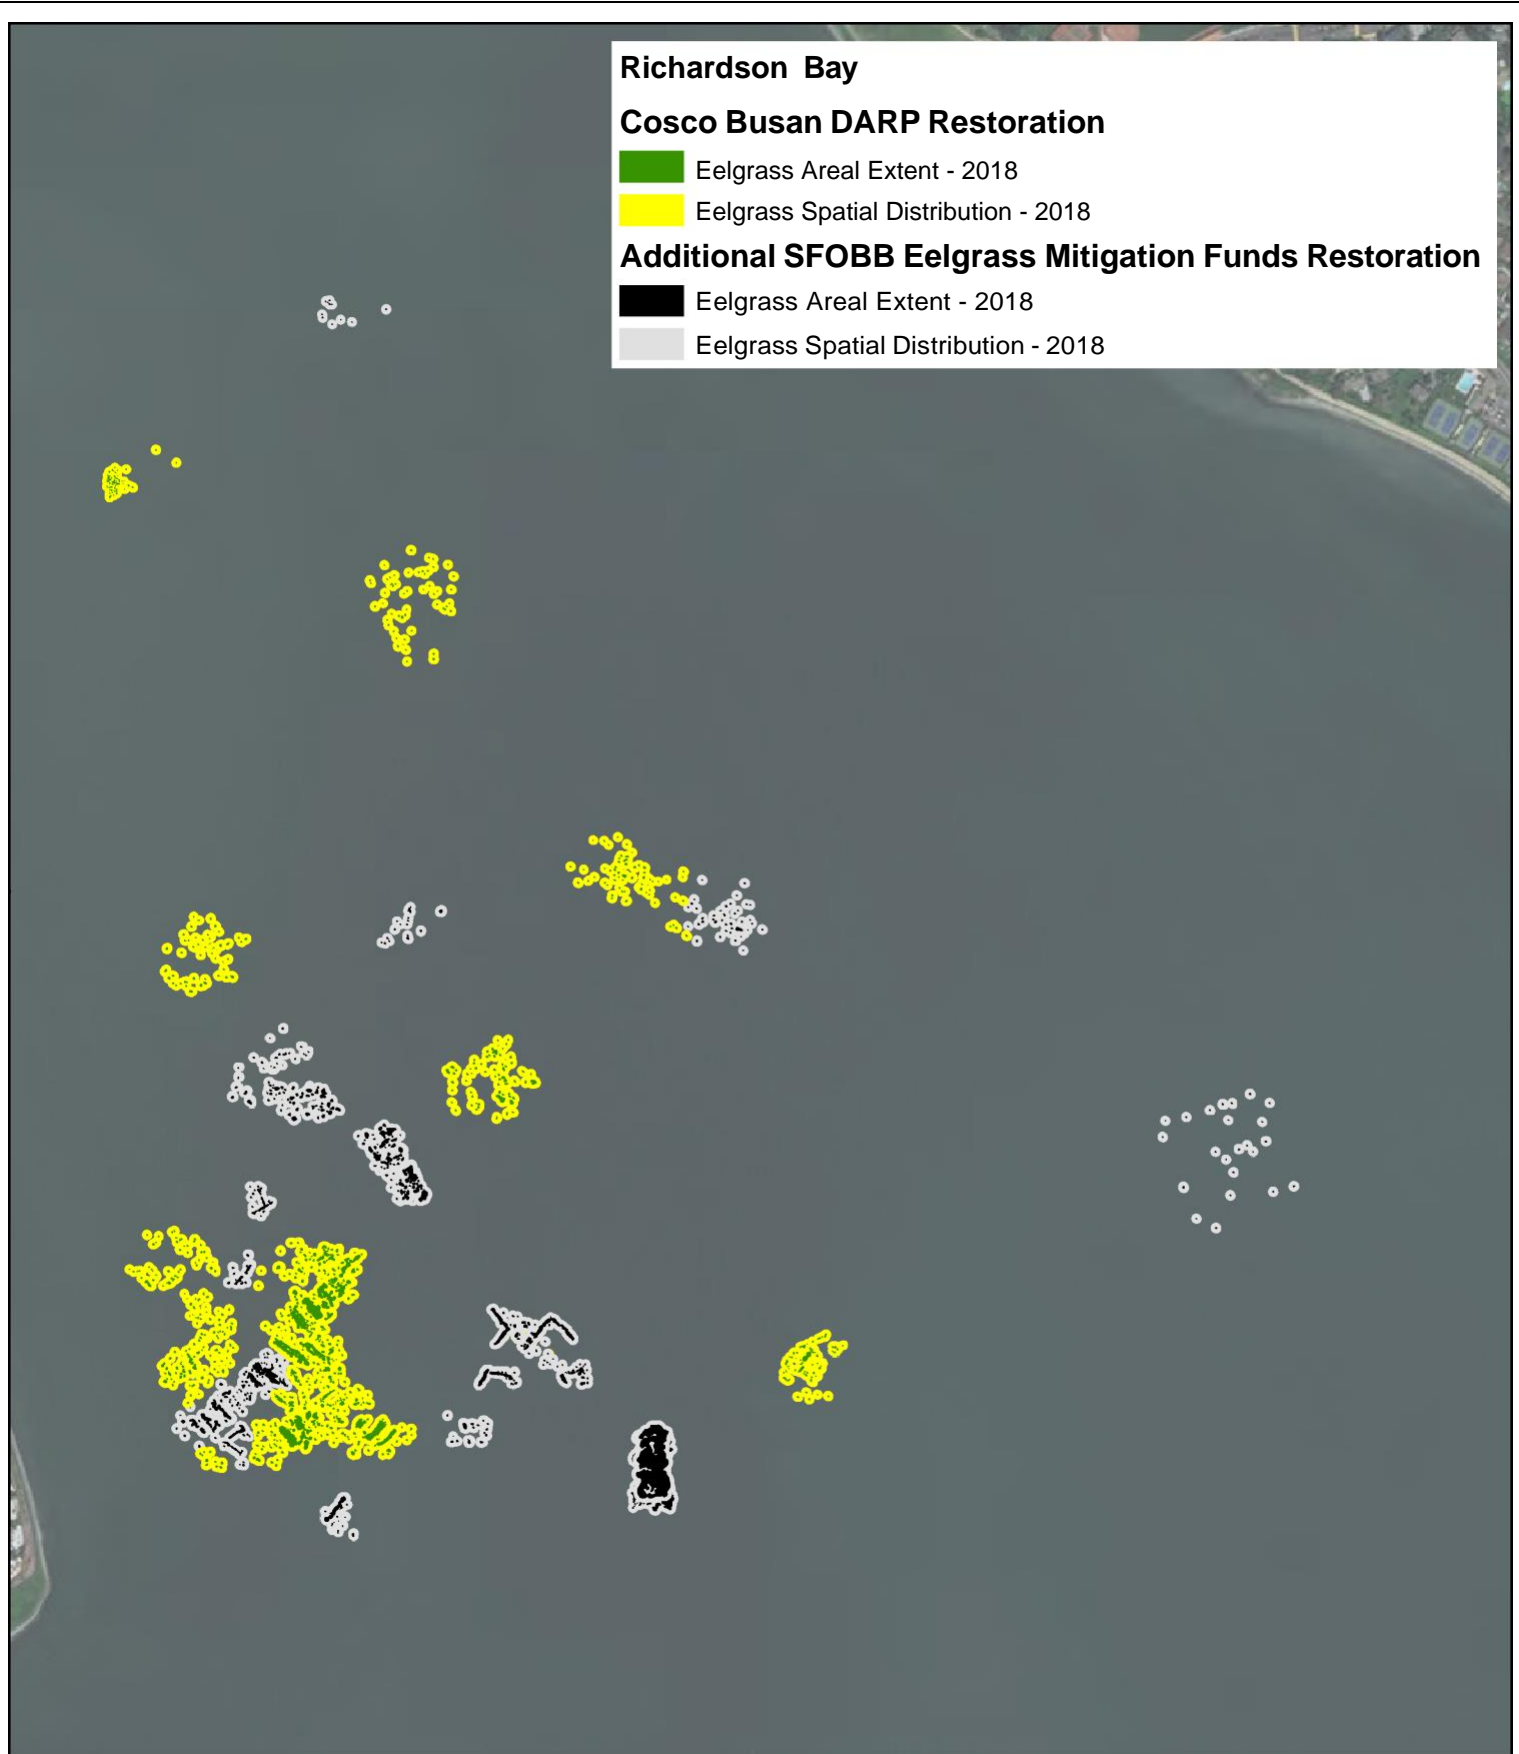 Richardson Bay
Cosco Busan DARP Restoration
Eelgrass Areal Extent - 2018
Eelgrass Spatial Distribution - 2018
Additional SFOBB Eelgrass Mitigation Funds Restoration
Eelgrass Areal Extent - 2018
Eelgrass Spatial Distribution - 2018